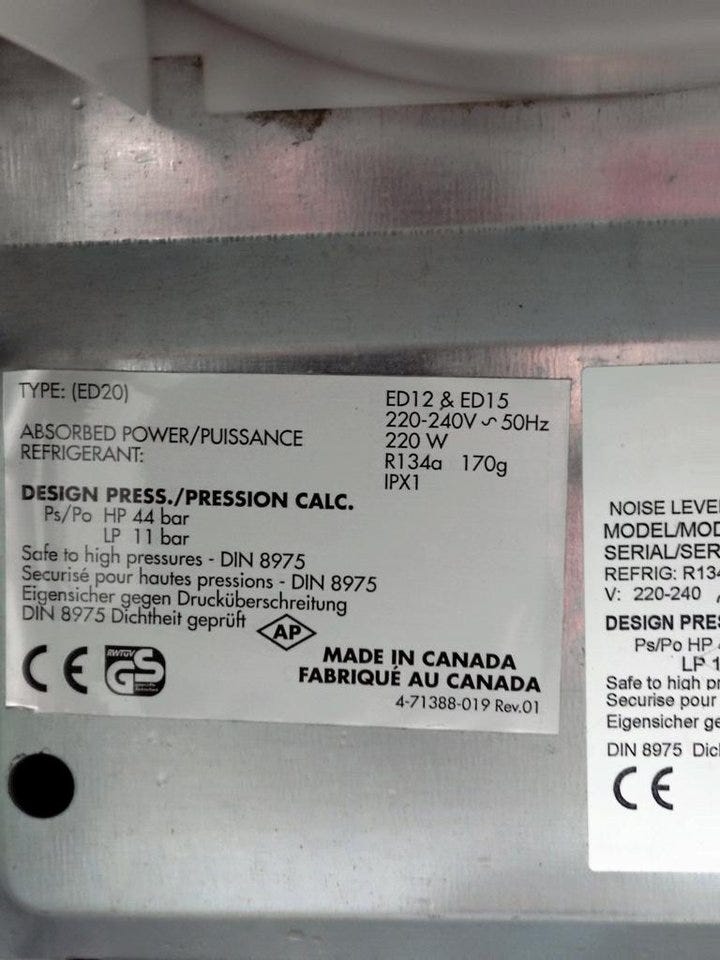 TYPE: (ED20) ED12 & ED15
220-240V ~ 50Hz
ABSORBED POWER/PUISSANCE 220 W
REFRIGERANT: R134a 170g
IPX1
DESIGN PRESS./PRESSION CALC.
Ps/Po HP 44 bar
LP 11 bar
Safe to high pressures - DIN 8975
Securisé pour hautes pressions - DIN 8975
Eigensicher gegen Drucküberschreitung
DIN 8975 Dichtheit geprüft
AP
CE
RWTÜV
GS
MADE IN CANADA
FABRIQUÉ AU CANADA
4-71388-019 Rev.01
NOISE LEVE
MODEL/MOD
SERIAL/SER
REFRIG: R134
V: 220-240
DESIGN PRES
Ps/Po HP
LP 1
Safe to high pr
Securise pour
Eigensicher ge
DIN 8975 Dic
CE